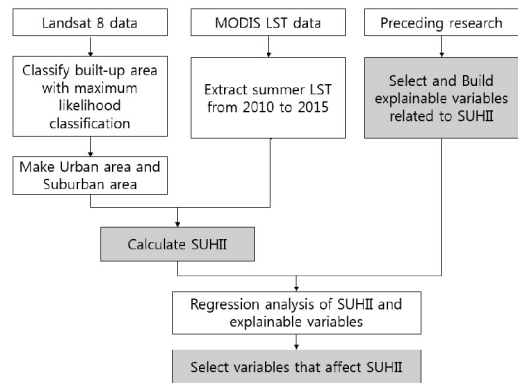 Landsat 8 data
MODIS LST data
Preceding research
Classify built-up area
with maximum
likelihood
classification
Extract summer LST
from 2010 to 2015
Select and Build
explainable variables
related to SUHII
Make Urban area and
Suburban area
Calculate SUHII
Regression analysis of SUHII and
explainable variables
Select variables that affect SUHII